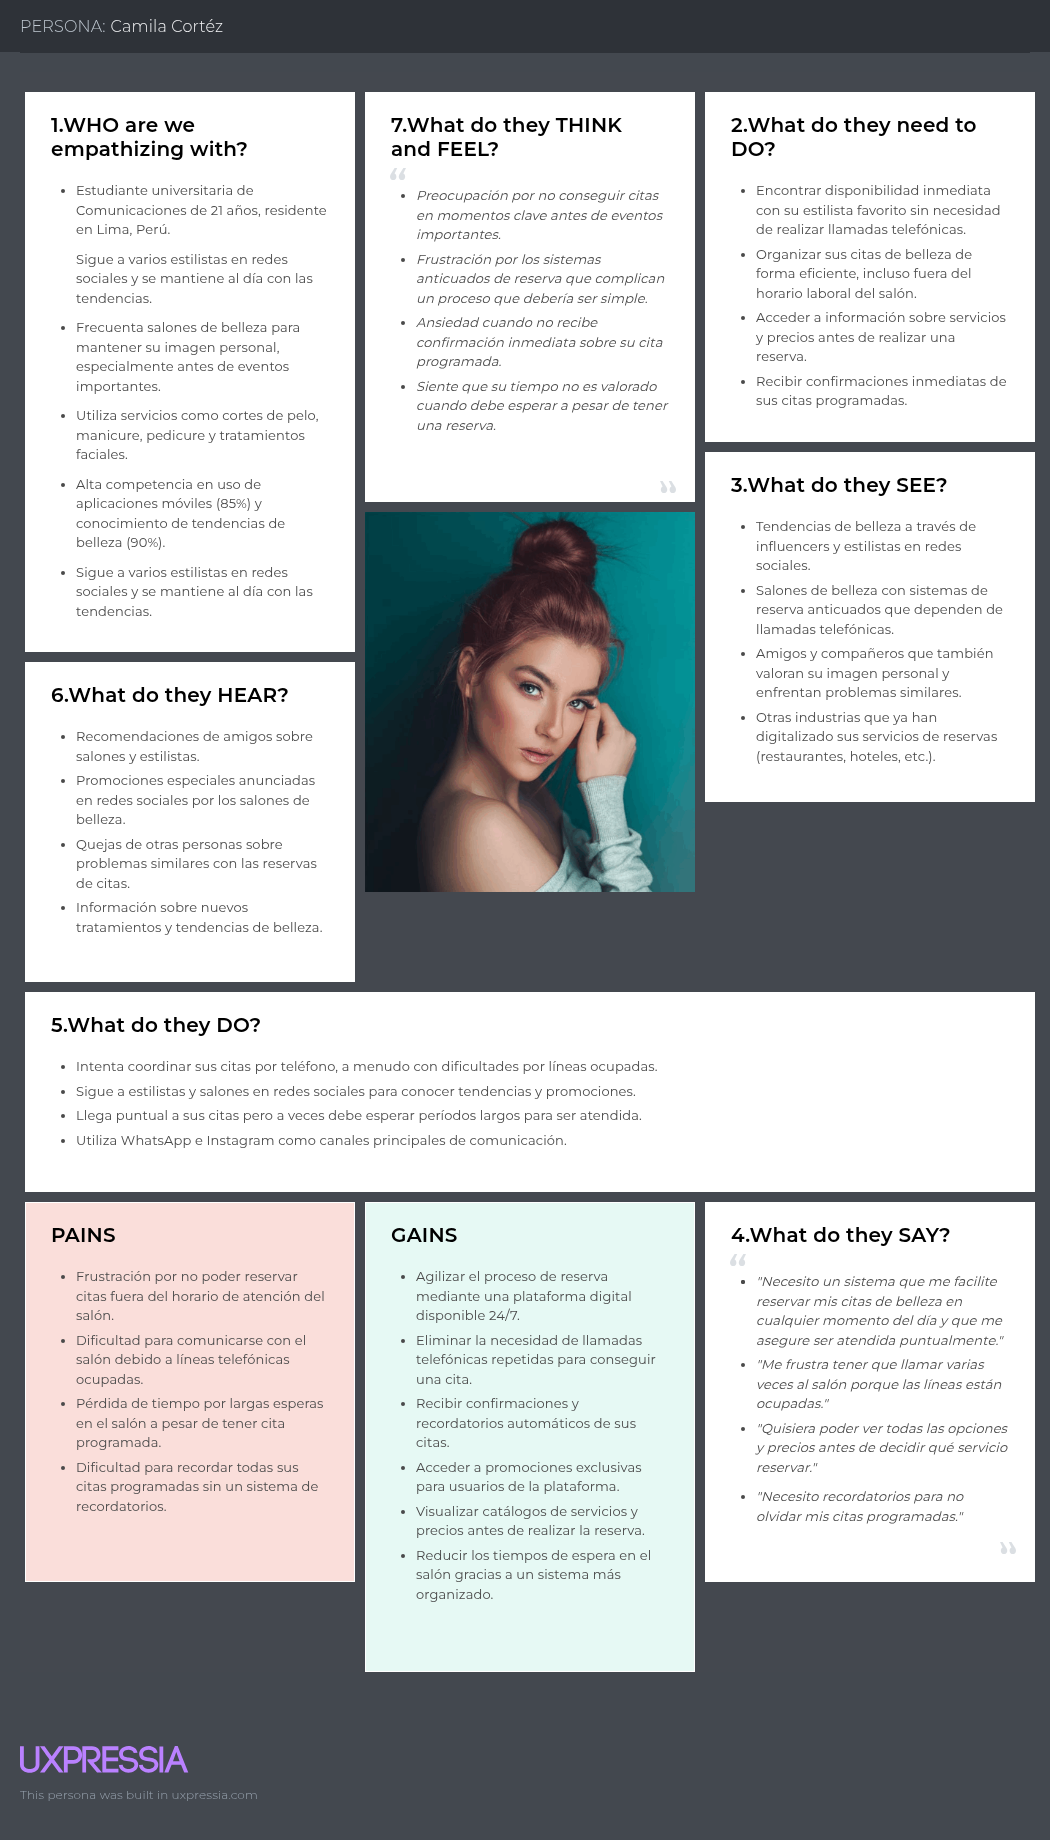 PERSONA: Camila Cortéz
1.WHO are we
empathizing with?
• Estudiante universitaria de
Comunicaciones de 21 años, residente
en Lima, Perú.
Sigue a varios estilistas en redes
sociales y se mantiene al día con las
tendencias.
• Frecuenta salones de belleza para
mantener su imagen personal,
especialmente antes de eventos
importantes.
• Utiliza servicios como cortes de pelo,
manicure, pedicure y tratamientos
faciales.
• Alta competencia en uso de
aplicaciones móviles (85%) y
conocimiento de tendencias de
belleza (90%).
• Sigue a varios estilistas en redes
sociales y se mantiene al día con las
tendencias.
7.What do they THINK
and FEEL?
“
• Preocupación por no conseguir citas
en momentos clave antes de eventos
importantes.
• Frustración por los sistemas
anticuados de reserva que complican
un proceso que debería ser simple.
• Ansiedad cuando no recibe
confirmación inmediata sobre su cita
programada.
• Siente que su tiempo no es valorado
cuando debe esperar a pesar de tener
una reserva.
”
2.What do they need to
DO?
• Encontrar disponibilidad inmediata
con su estilista favorito sin necesidad
de realizar llamadas telefónicas.
• Organizar sus citas de belleza de
forma eficiente, incluso fuera del
horario laboral del salón.
• Acceder a información sobre servicios
y precios antes de realizar una
reserva.
• Recibir confirmaciones inmediatas de
sus citas programadas.
3.What do they SEE?
• Tendencias de belleza a través de
influencers y estilistas en redes
sociales.
• Salones de belleza con sistemas de
reserva anticuados que dependen de
llamadas telefónicas.
• Amigos y compañeros que también
valoran su imagen personal y
enfrentan problemas similares.
• Otras industrias que ya han
digitalizado sus servicios de reservas
(restaurantes, hoteles, etc.).
6.What do they HEAR?
• Recomendaciones de amigos sobre
salones y estilistas.
• Promociones especiales anunciadas
en redes sociales por los salones de
belleza.
• Quejas de otras personas sobre
problemas similares con las reservas
de citas.
• Información sobre nuevos
tratamientos y tendencias de belleza.
5.What do they DO?
• Intenta coordinar sus citas por teléfono, a menudo con dificultades por líneas ocupadas.
• Sigue a estilistas y salones en redes sociales para conocer tendencias y promociones.
• Llega puntual a sus citas pero a veces debe esperar períodos largos para ser atendida.
• Utiliza WhatsApp e Instagram como canales principales de comunicación.
PAINS
• Frustración por no poder reservar
citas fuera del horario de atención del
salón.
• Dificultad para comunicarse con el
salón debido a líneas telefónicas
ocupadas.
• Pérdida de tiempo por largas esperas
en el salón a pesar de tener cita
programada.
• Dificultad para recordar todas sus
citas programadas sin un sistema de
recordatorios.
GAINS
• Agilizar el proceso de reserva
mediante una plataforma digital
disponible 24/7.
• Eliminar la necesidad de llamadas
telefónicas repetidas para conseguir
una cita.
• Recibir confirmaciones y
recordatorios automáticos de sus
citas.
• Acceder a promociones exclusivas
para usuarios de la plataforma.
• Visualizar catálogos de servicios y
precios antes de realizar la reserva.
• Reducir los tiempos de espera en el
salón gracias a un sistema más
organizado.
4.What do they SAY?
“
• "Necesito un sistema que me facilite
reservar mis citas de belleza en
cualquier momento del día y que me
asegure ser atendida puntualmente."
• "Me frustra tener que llamar varias
veces al salón porque las líneas están
ocupadas."
• "Quisiera poder ver todas las opciones
y precios antes de decidir qué servicio
reservar."
• "Necesito recordatorios para no
olvidar mis citas programadas."
”
UXPRESSIA
This persona was built in uxpressia.com